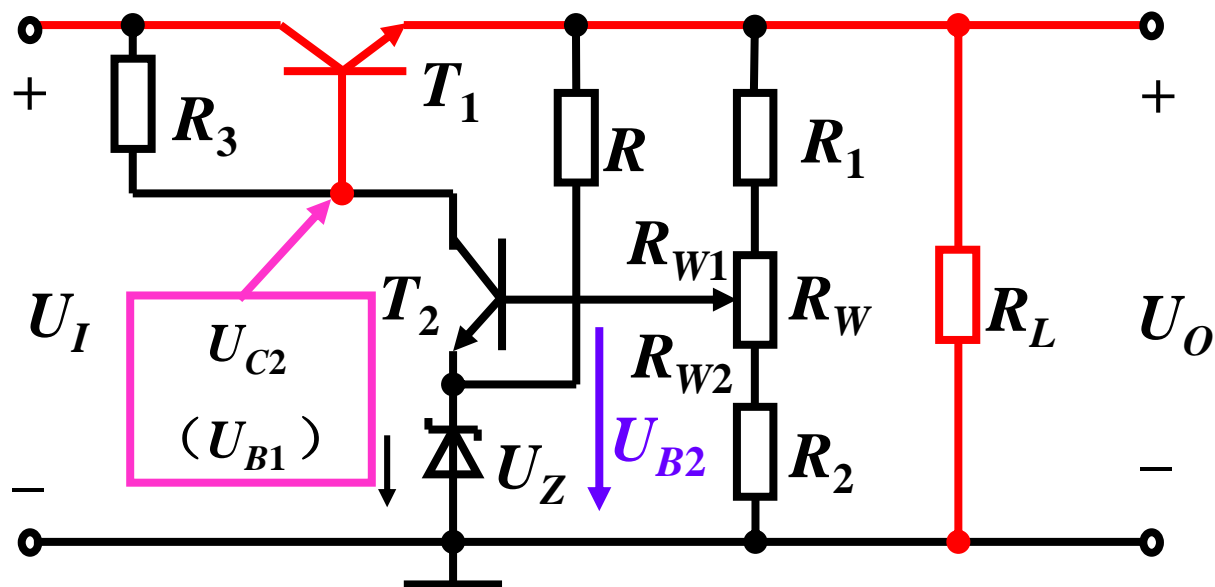 +
R3
T1
R
R1
+
UI
UC2
(UB1)
T2
RW1
RW2
RW
RL
UO
UZ
UB2
R2
−
−